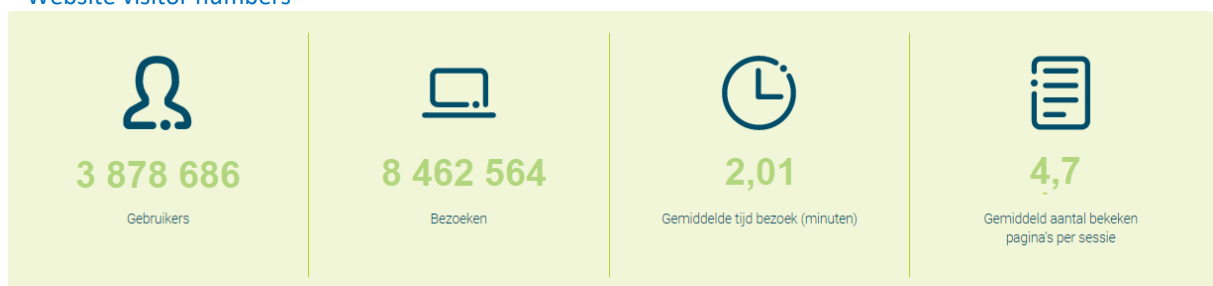 Website visitor numbers
3 878 686
Gebruikers
8 462 564
Bezoeken
2,01
Gemiddelde tijd bezoek (minuten)
4,7
Gemiddeld aantal bekeken
pagina's per sessie